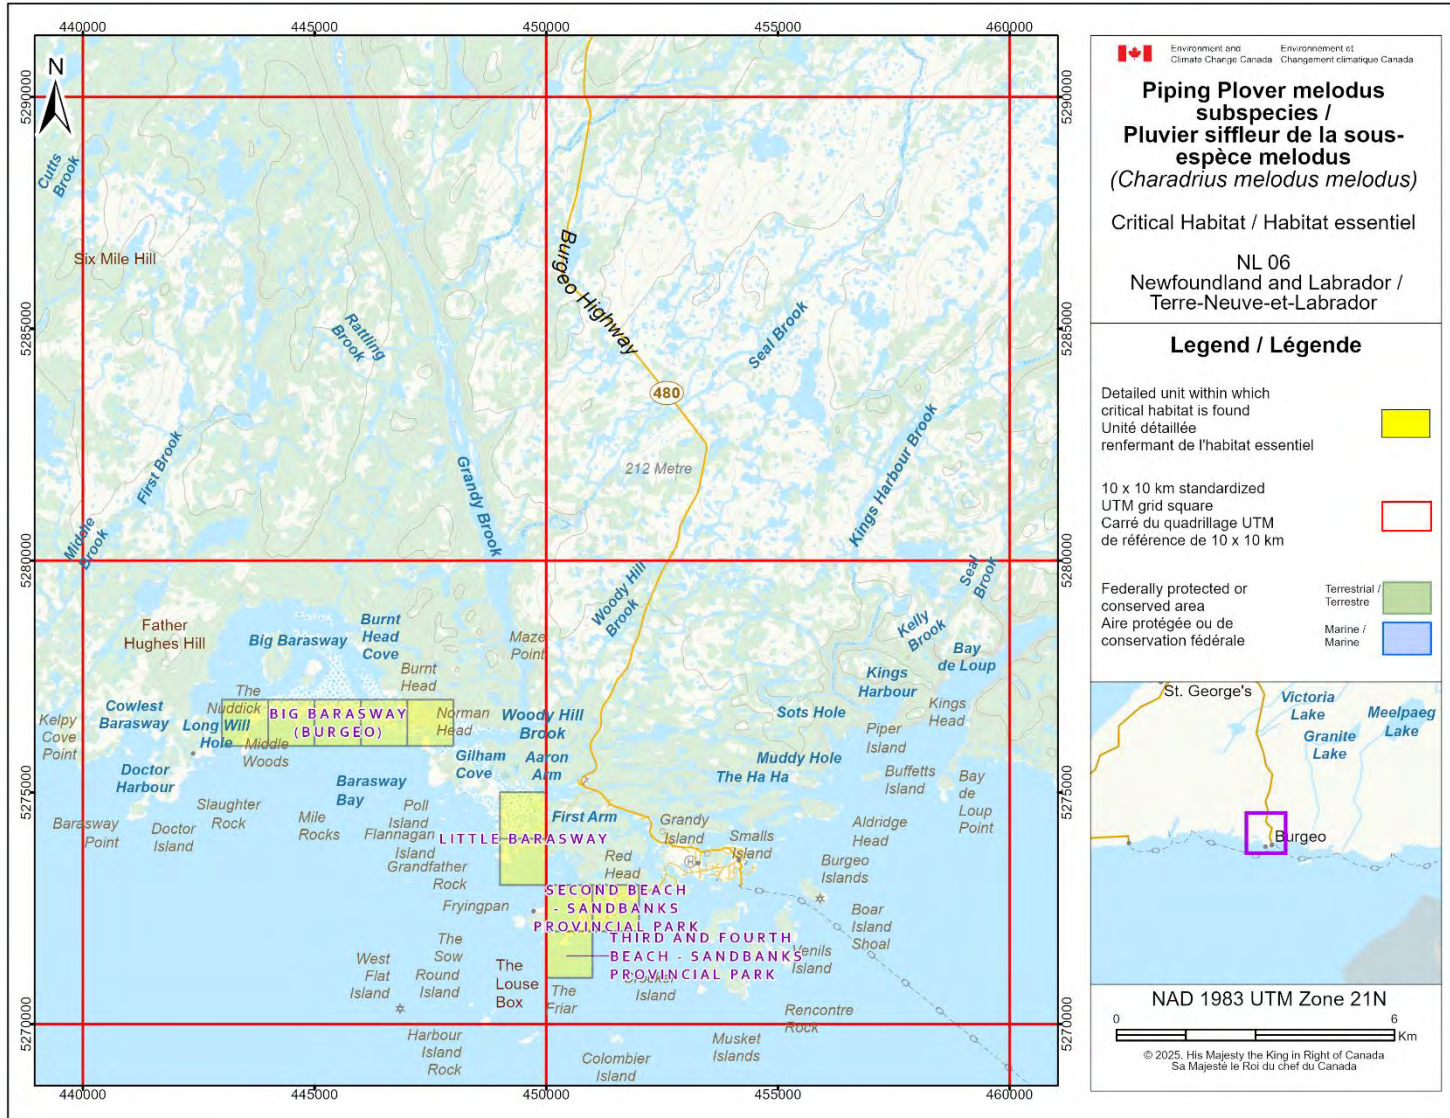 440000
445000
450000
455000
460000
5290000
5285000
5280000
5275000
5270000
N
Cutts
Brook
Six Mile Hill
Rattling
Brook
First Brook
Middle
Brook
Grandy Brook
Burgeo Highway
480
Seal Brook
212 Metre
Kings Harbour Brook
Seal
Brook
Woody Hill
Brook
Kelly
Brook
Bay
de Loup
Father
Hughes Hill
Big Barasway
Burnt
Head
Cove
Maze
Point
Burnt
Head
Kings
Harbour
Kings
Head
Cowlest
Barasway
The
Nuddick
Long Will
Hole
BIG BARASWAY
(BURGEO)
Norman
Head
Woody Hill
Brook
Sots Hole
Piper
Island
Kelpy
Cove
Point
Middle
Woods
Gilham
Cove
Aaron
Arm
Muddy Hole
The Ha Ha
Buffetts
Island
Bay
de
Loup
Point
Doctor
Harbour
Barasway
Bay
Slaughter
Rock
Poll
Island
Mile
Rocks
Flannagan
Island
First Arm
Grandy
Island
Smalls
Island
Aldridge
Head
Barasway
Point
Doctor
Island
LITTLE BARASWAY
Grandfather
Rock
Red
Head
H
Burgeo
Islands
Fryingpan
SECOND BEACH
- SANDBANKS
PROVINCIAL PARK
Boar
Island
Shoal
THIRD AND FOURTH
BEACH - SANDBANKS
PROVINCIAL PARK
Venils
Island
West
Flat
Island
The
Sow
Round
Island
The
Louse
Box
The
Friar
Island
Rencontre
Rock
Harbour
Island
Rock
Colombier
Island
Musket
Islands
440000
445000
450000
455000
460000
5290000
5285000
5280000
5275000
5270000
Environment and
Climate Change Canada
Environnement et
Changement climatique Canada
Piping Plover melodus
subspecies /
Pluvier siffleur de la sous-
espèce melodus
(Charadrius melodus melodus)
Critical Habitat / Habitat essentiel
NL 06
Newfoundland and Labrador /
Terre-Neuve-et-Labrador
Legend / Légende
Detailed unit within which
critical habitat is found
Unité détaillée
renfermant de l'habitat essentiel
10 x 10 km standardized
UTM grid square
Carré du quadrillage UTM
de référence de 10 x 10 km
Federally protected or
conserved area
Aire protégée ou de
conservation fédérale
Terrestrial /
Terrestre
Marine /
Marine
St. George's
Victoria
Lake
Meelpaeg
Lake
Granite
Lake
Burgeo
NAD 1983 UTM Zone 21N
0
6
Km
© 2025. His Majesty the King in Right of Canada
Sa Majesté le Roi du chef du Canada